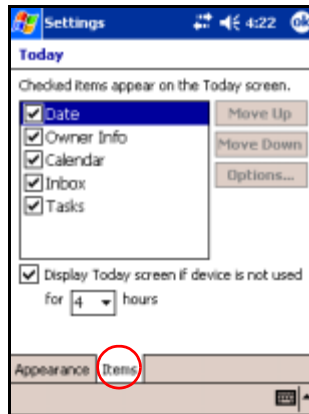 Settings 4:22 ok
Today
Checked items appear on the Today screen.
Date
Owner Info
Calendar
Inbox
Tasks
Move Up
Move Down
Options...
Display Today screen if device is not used
for 4 hours
Appearance Items